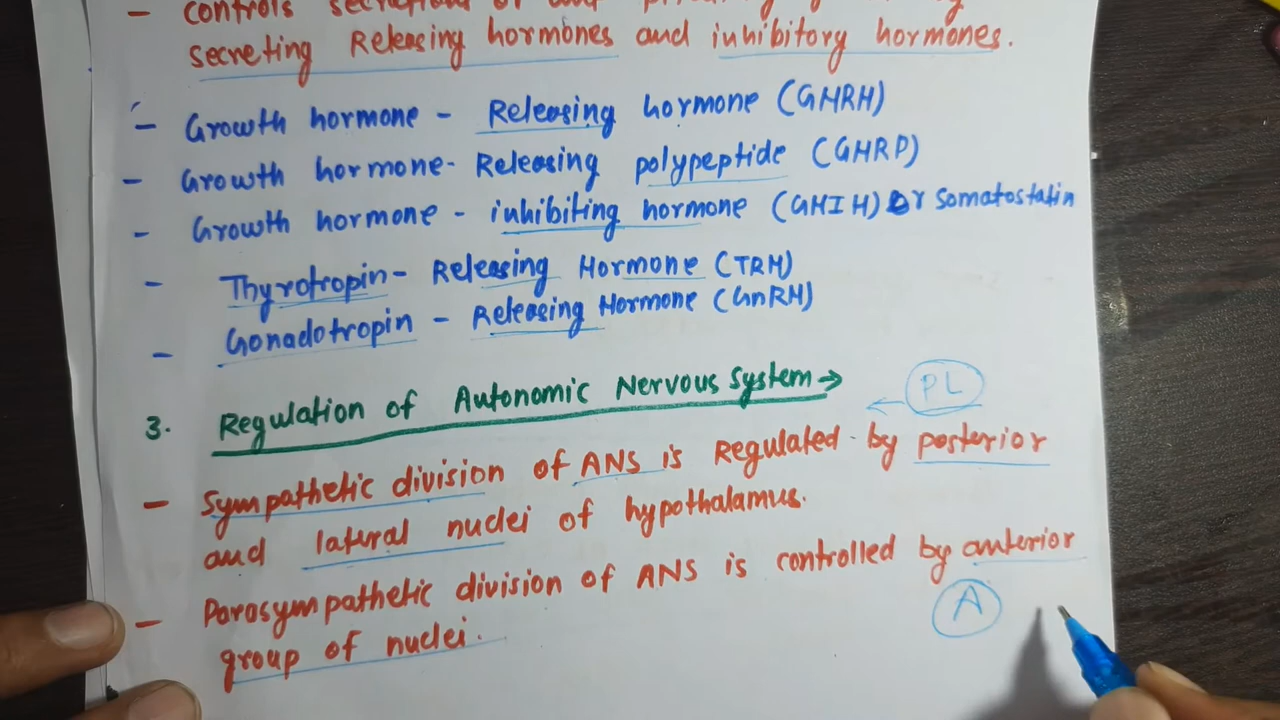 - controls
secreting Releasing hormones and inhibitory hormones.
- Growth hormone - Releasing hormone (GHRH)
- Growth hormone- Releasing polypeptide (GHRP)
- Growth hormone - inhibiting hormone (GHIH) Or Somatostatin
- Thyrotropin- Releasing Hormone (TRH)
- Gonadotropin - Releasing Hormone (GnRH)
3. Regulation of Autonomic Nervous System →
← PL
- Sympathetic division of ANS is Regulated by posterior
and lateral nuclei of hypothalamus.
- Parasympathetic division of ANS is controlled by anterior
A
group of nuclei.